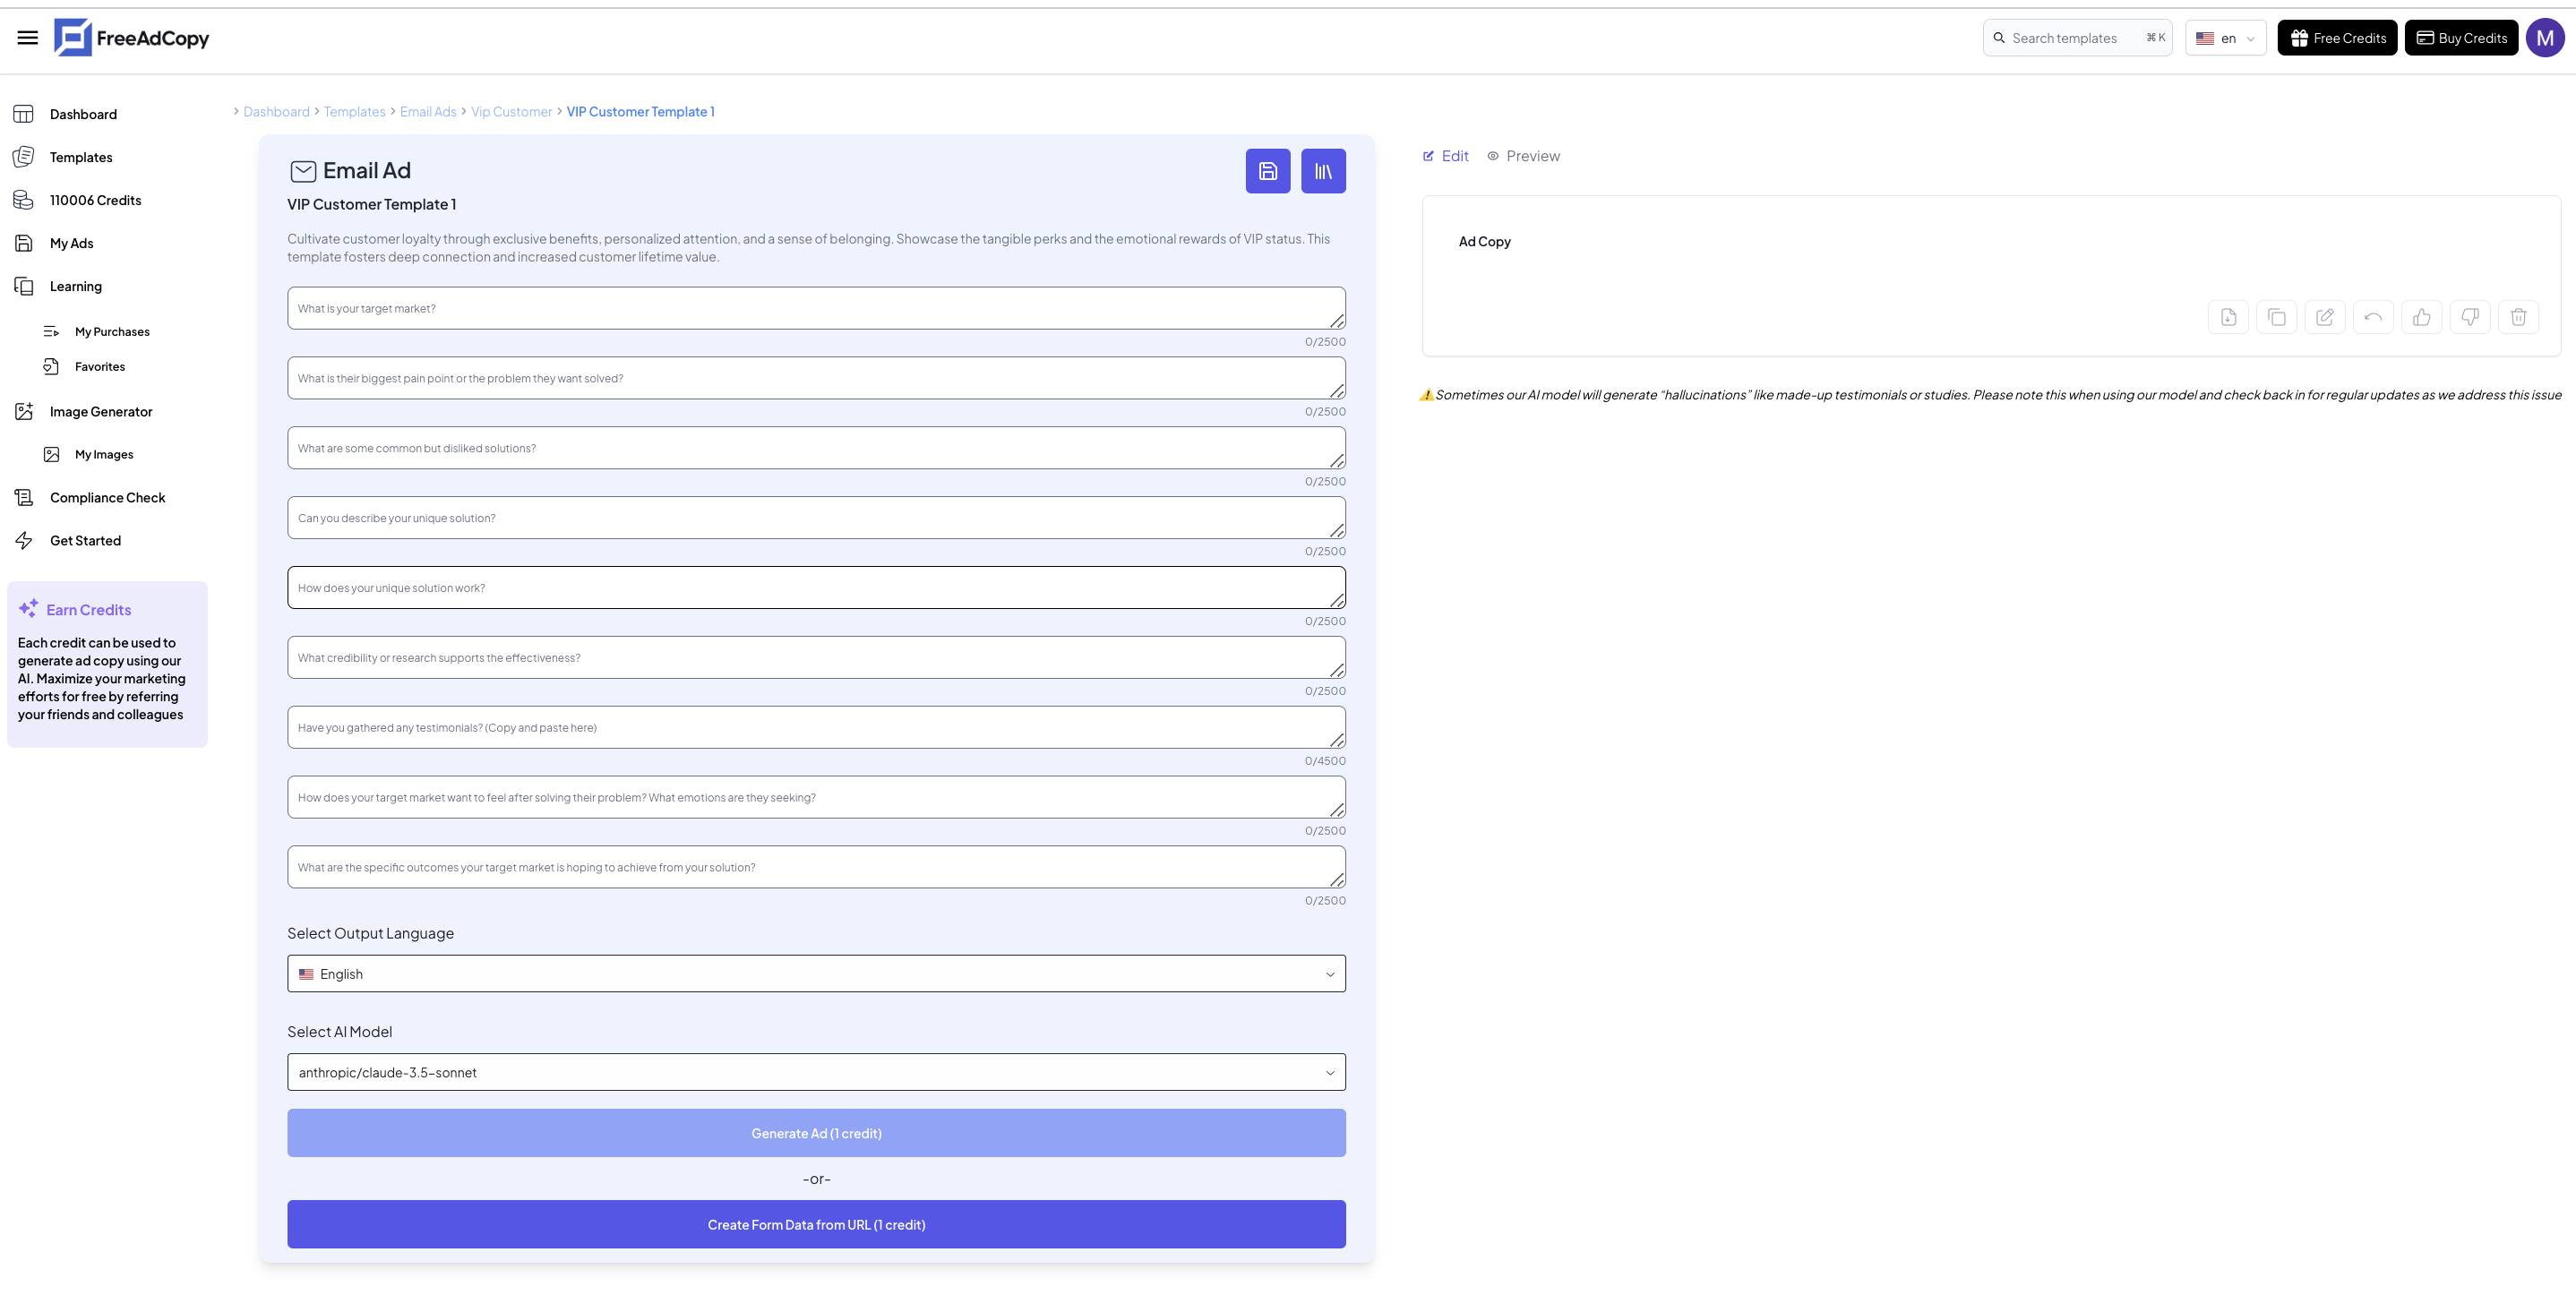 FreeAdCopy
Search templates
⌘ K
en
Free Credits
Buy Credits
M
Dashboard
Templates
110006 Credits
My Ads
Learning
My Purchases
Favorites
Image Generator
My Images
Compliance Check
Get Started
Earn Credits
Each credit can be used to
generate ad copy using our
AI. Maximize your marketing
efforts for free by referring
your friends and colleagues
> Dashboard > Templates > Email Ads > Vip Customer > VIP Customer Template 1
Email Ad
VIP Customer Template 1
Cultivate customer loyalty through exclusive benefits, personalized attention, and a sense of belonging. Showcase the tangible perks and the emotional rewards of VIP status. This
template fosters deep connection and increased customer lifetime value.
What is your target market?
0/2500
What is their biggest pain point or the problem they want solved?
0/2500
What are some common but disliked solutions?
0/2500
Can you describe your unique solution?
0/2500
How does your unique solution work?
0/2500
What credibility or research supports the effectiveness?
0/2500
Have you gathered any testimonials? (Copy and paste here)
0/4500
How does your target market want to feel after solving their problem? What emotions are they seeking?
0/2500
What are the specific outcomes your target market is hoping to achieve from your solution?
0/2500
Select Output Language
English
Select AI Model
anthropic/claude-3.5-sonnet
Generate Ad (1 credit)
-or-
Create Form Data from URL (1 credit)
Edit
Preview
Ad Copy
⚠️Sometimes our AI model will generate “hallucinations” like made-up testimonials or studies. Please note this when using our model and check back in for regular updates as we address this issue